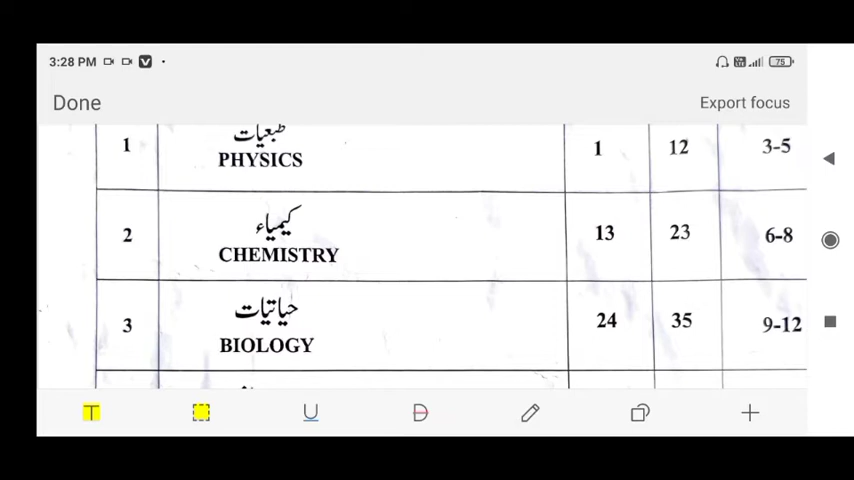 3:28 PM
75
Done
Export focus
طبعیات
1 PHYSICS 1 12 3-5
کیمیاء
2 CHEMISTRY 13 23 6-8
حیاتیات
3 BIOLOGY 24 35 9-12
T U D